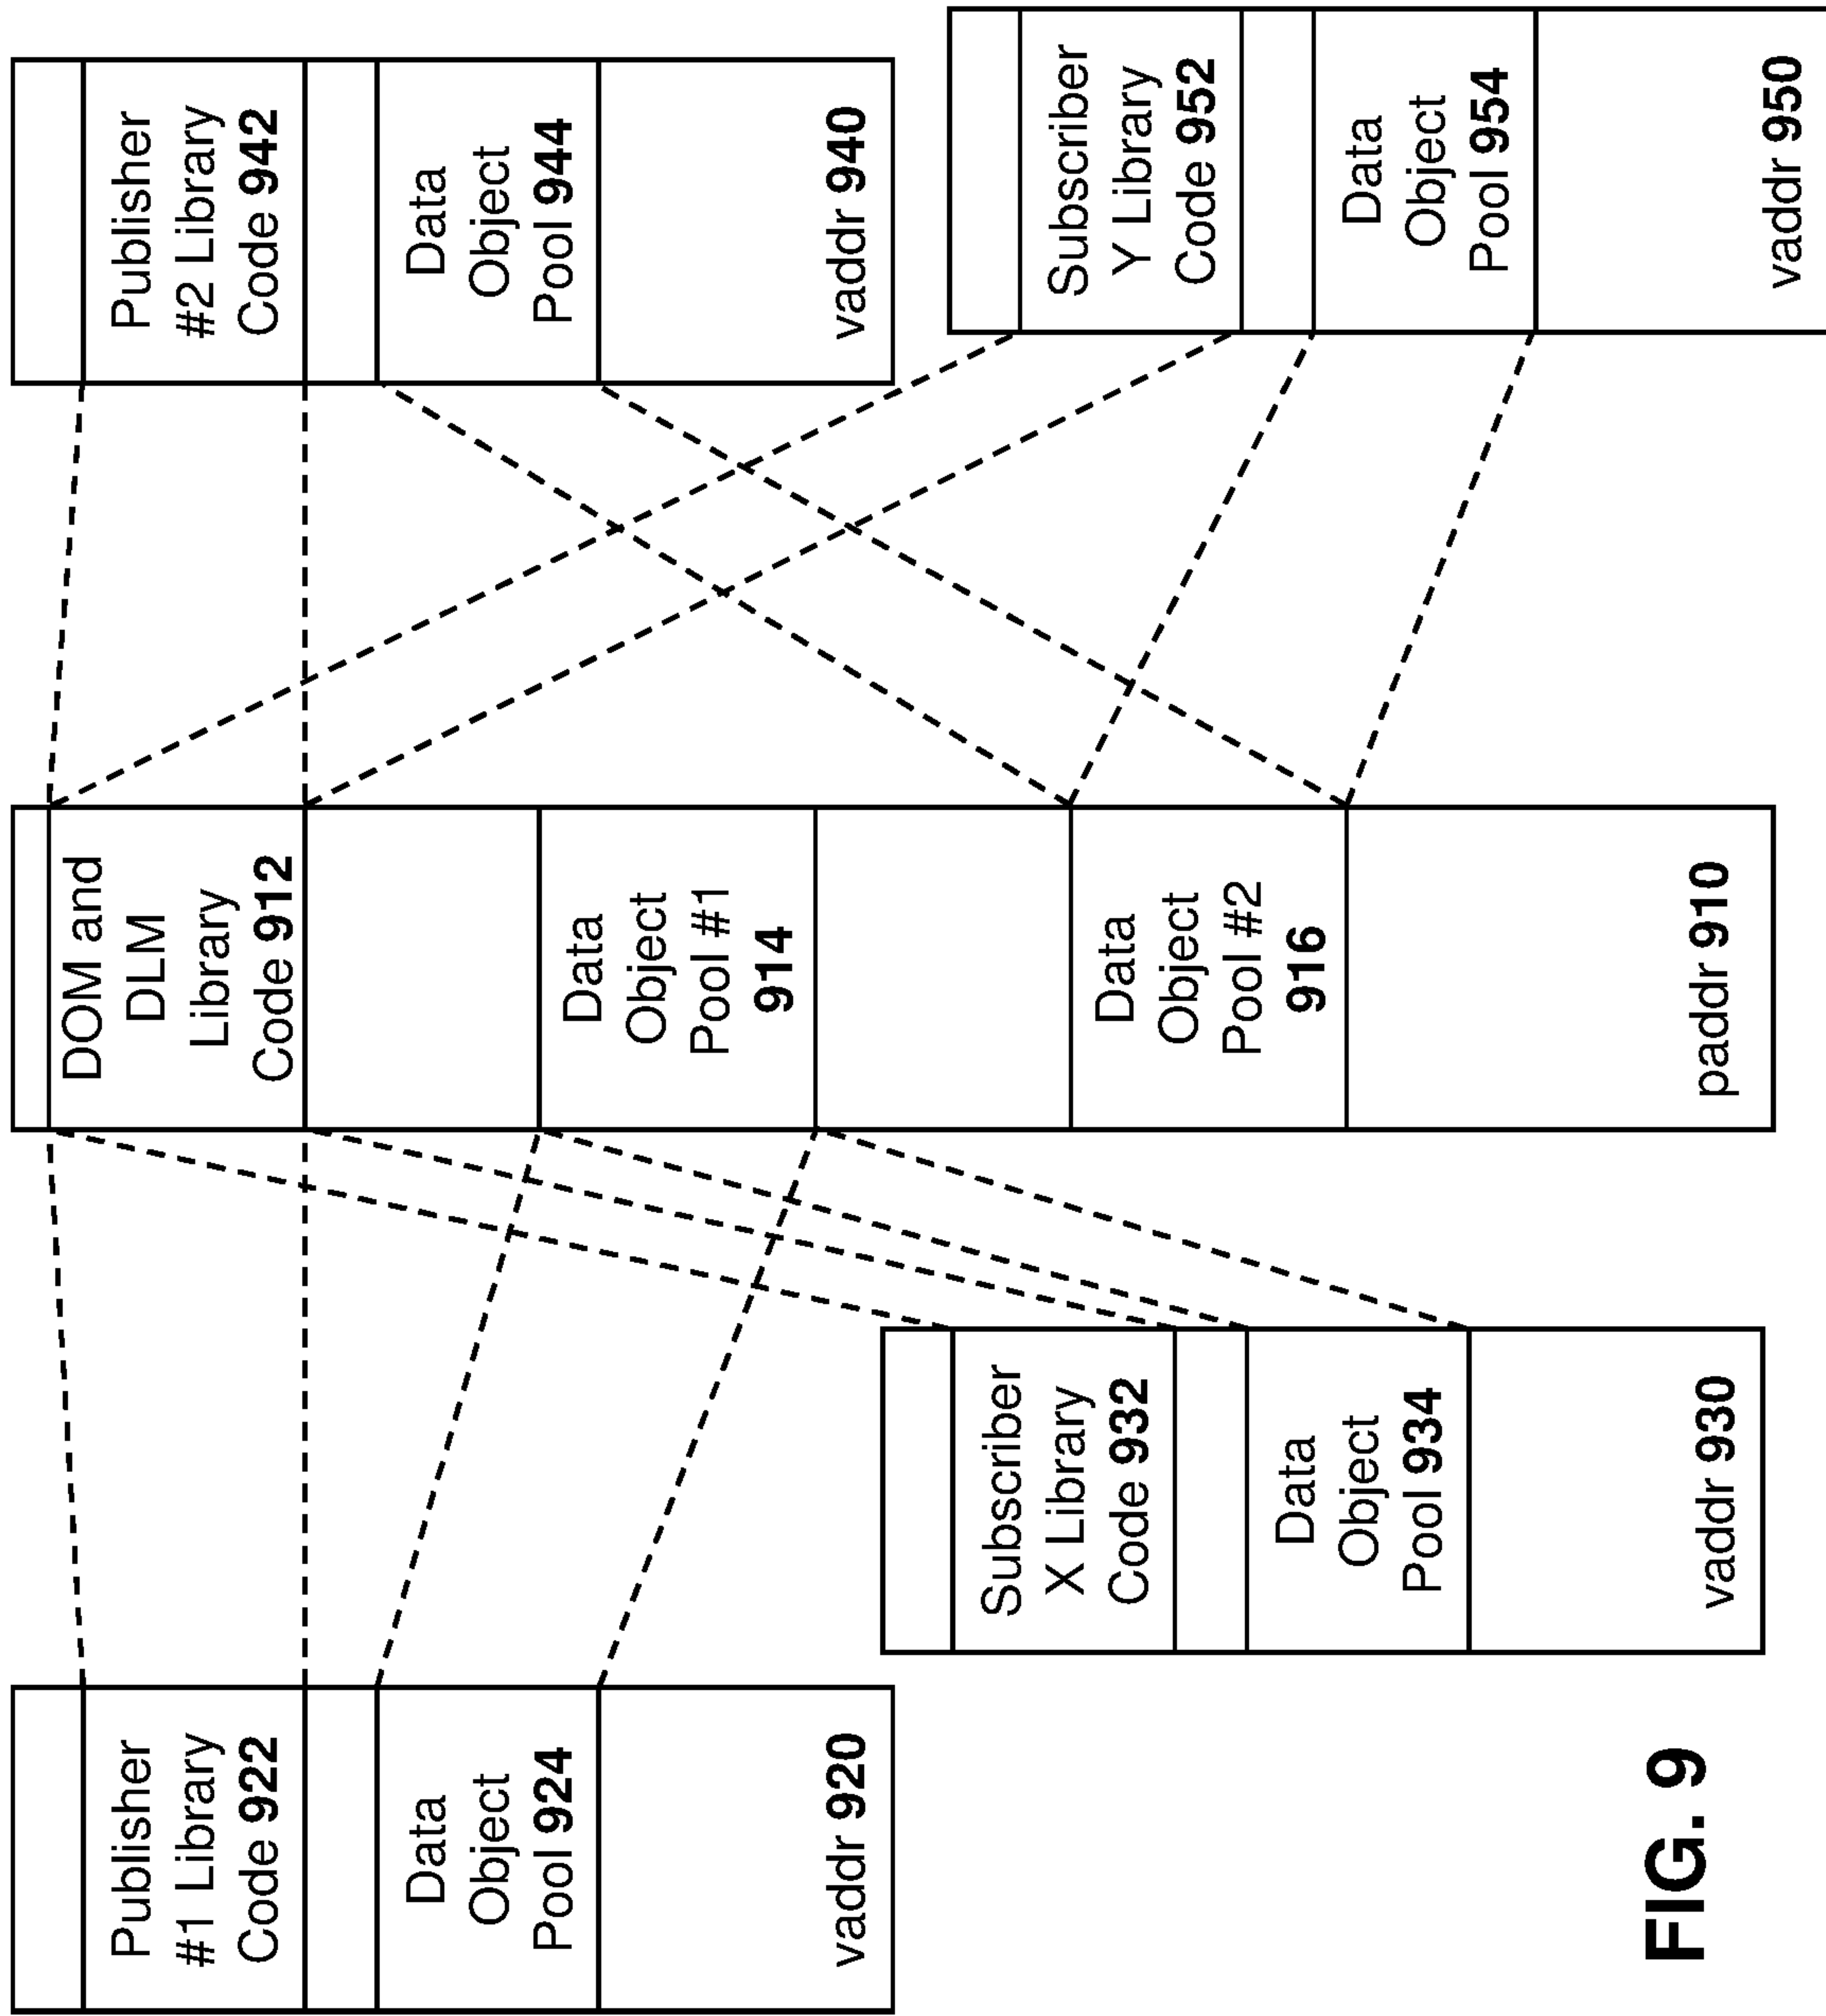 Publisher
#1 Library
Code 922
Data
Object
Pool 924
vaddr 920
Subscriber
X Library
Code 932
Data
Object
Pool 934
vaddr 930
DOM and
DLM
Library
Code 912
Data
Object
Pool #1
914
Data
Object
Pool #2
916
paddr 910
Publisher
#2 Library
Code 942
Data
Object
Pool 944
vaddr 940
Subscriber
Y Library
Code 952
Data
Object
Pool 954
vaddr 950
FIG. 9